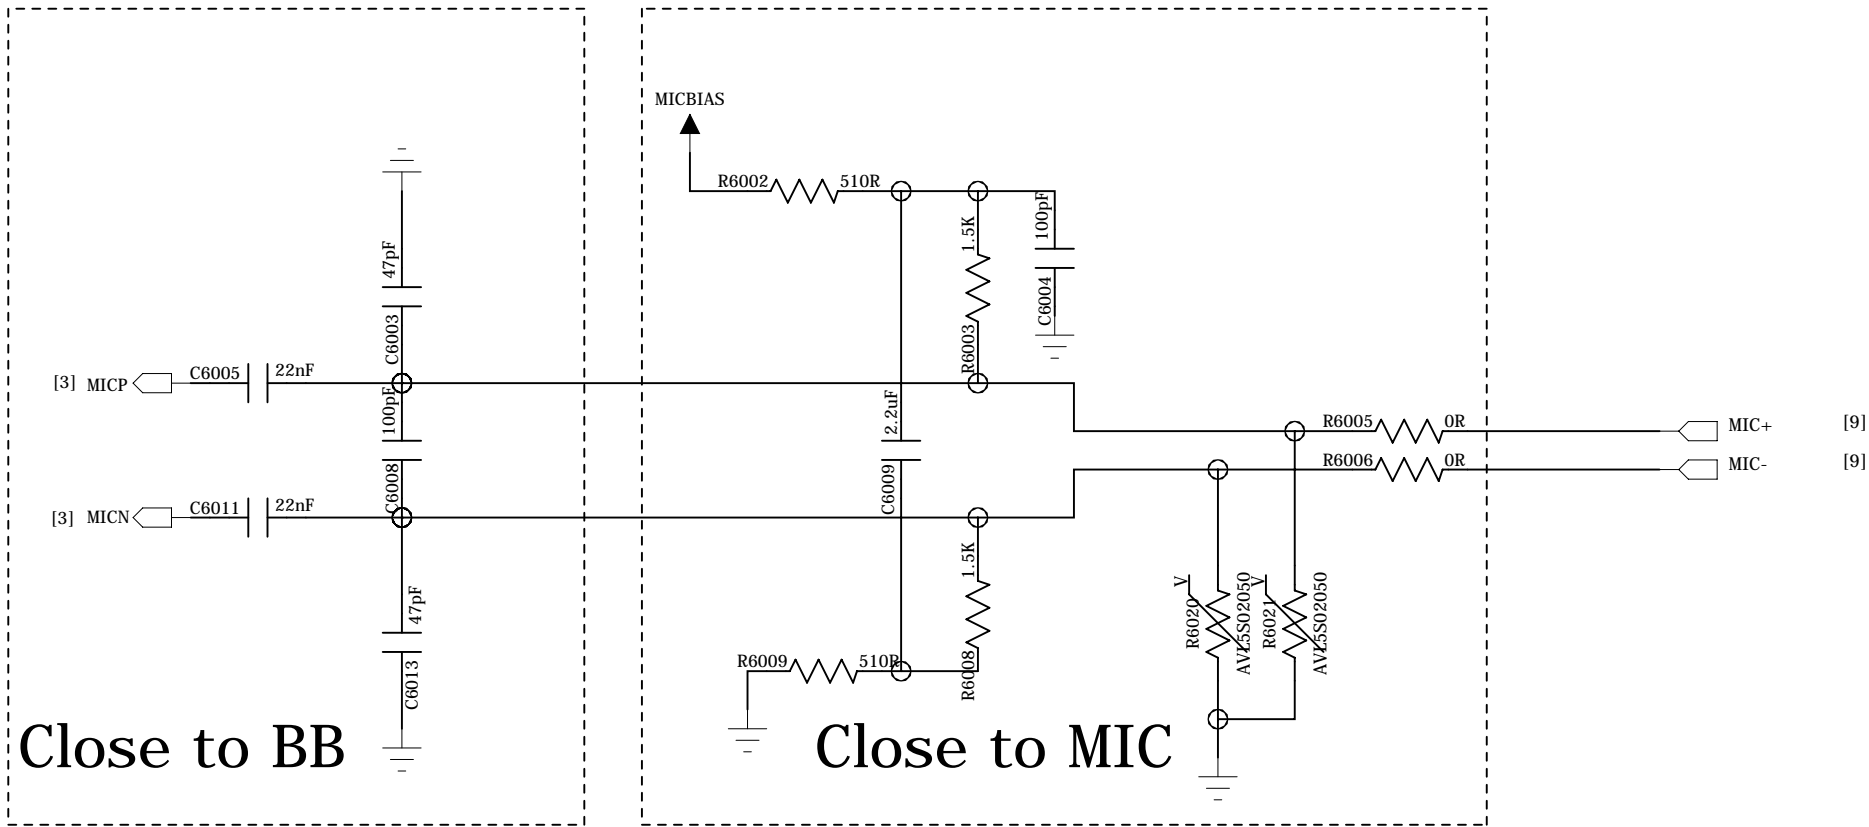 MICBIAS
R6002 510R
47pF
C6003
1.5K
R6003
100pF
C6004
[3] MICP C6005 22nF
100pF
C6008
2.2uF
C6009
R6005 0R MIC+ [9]
R6006 0R MIC- [9]
[3] MICN C6011 22nF
47pF
C6013
1.5K
R6008
R6009 510R
V
R6020
AVL5S02050
V
R6021
AVL5S02050
Close to BB
Close to MIC